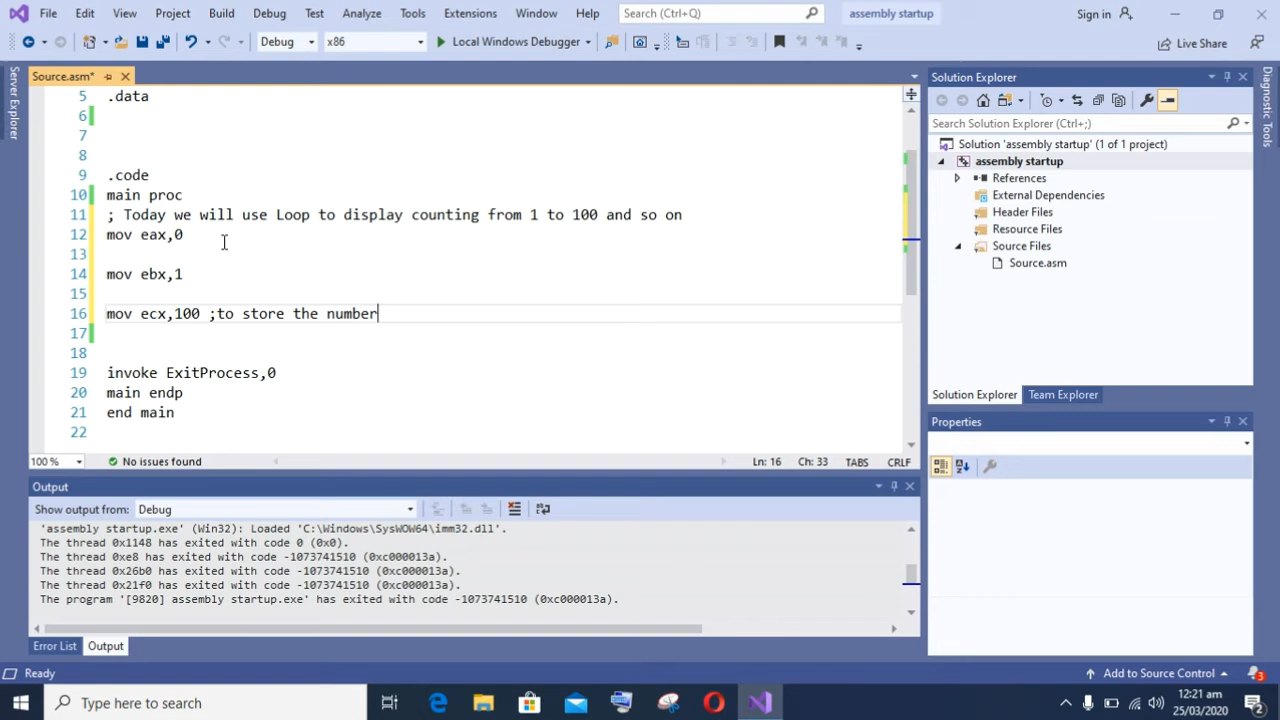 File Edit View Project Build Debug Test Analyze Tools Extensions Window Help Search (Ctrl+Q) assembly startup Sign in
Debug x86 Local Windows Debugger Live Share
Server Explorer
Source.asm*
5 .data
6
7
8
9 .code
10 main proc
11 ; Today we will use Loop to display counting from 1 to 100 and so on
12 mov eax,0
13
14 mov ebx,1
15
16 mov ecx,100 ;to store the number
17
18
19 invoke ExitProcess,0
20 main endp
21 end main
22
100 % No issues found Ln: 16 Ch: 33 TABS CRLF
Output
Show output from: Debug
'assembly startup.exe' (Win32): Loaded 'C:\Windows\SysWOW64\imm32.dll'.
The thread 0x1148 has exited with code 0 (0x0).
The thread 0xe8 has exited with code -1073741510 (0xc000013a).
The thread 0x26b0 has exited with code -1073741510 (0xc000013a).
The thread 0x21f0 has exited with code -1073741510 (0xc000013a).
The program '[9820] assembly startup.exe' has exited with code -1073741510 (0xc000013a).
Error List Output
Solution Explorer
Search Solution Explorer (Ctrl+;)
Solution 'assembly startup' (1 of 1 project)
assembly startup
References
External Dependencies
Header Files
Resource Files
Source Files
Source.asm
Solution Explorer Team Explorer
Properties
Diagnostic Tools
Ready Add to Source Control 3
Type here to search 12:21 am
25/03/2020 2